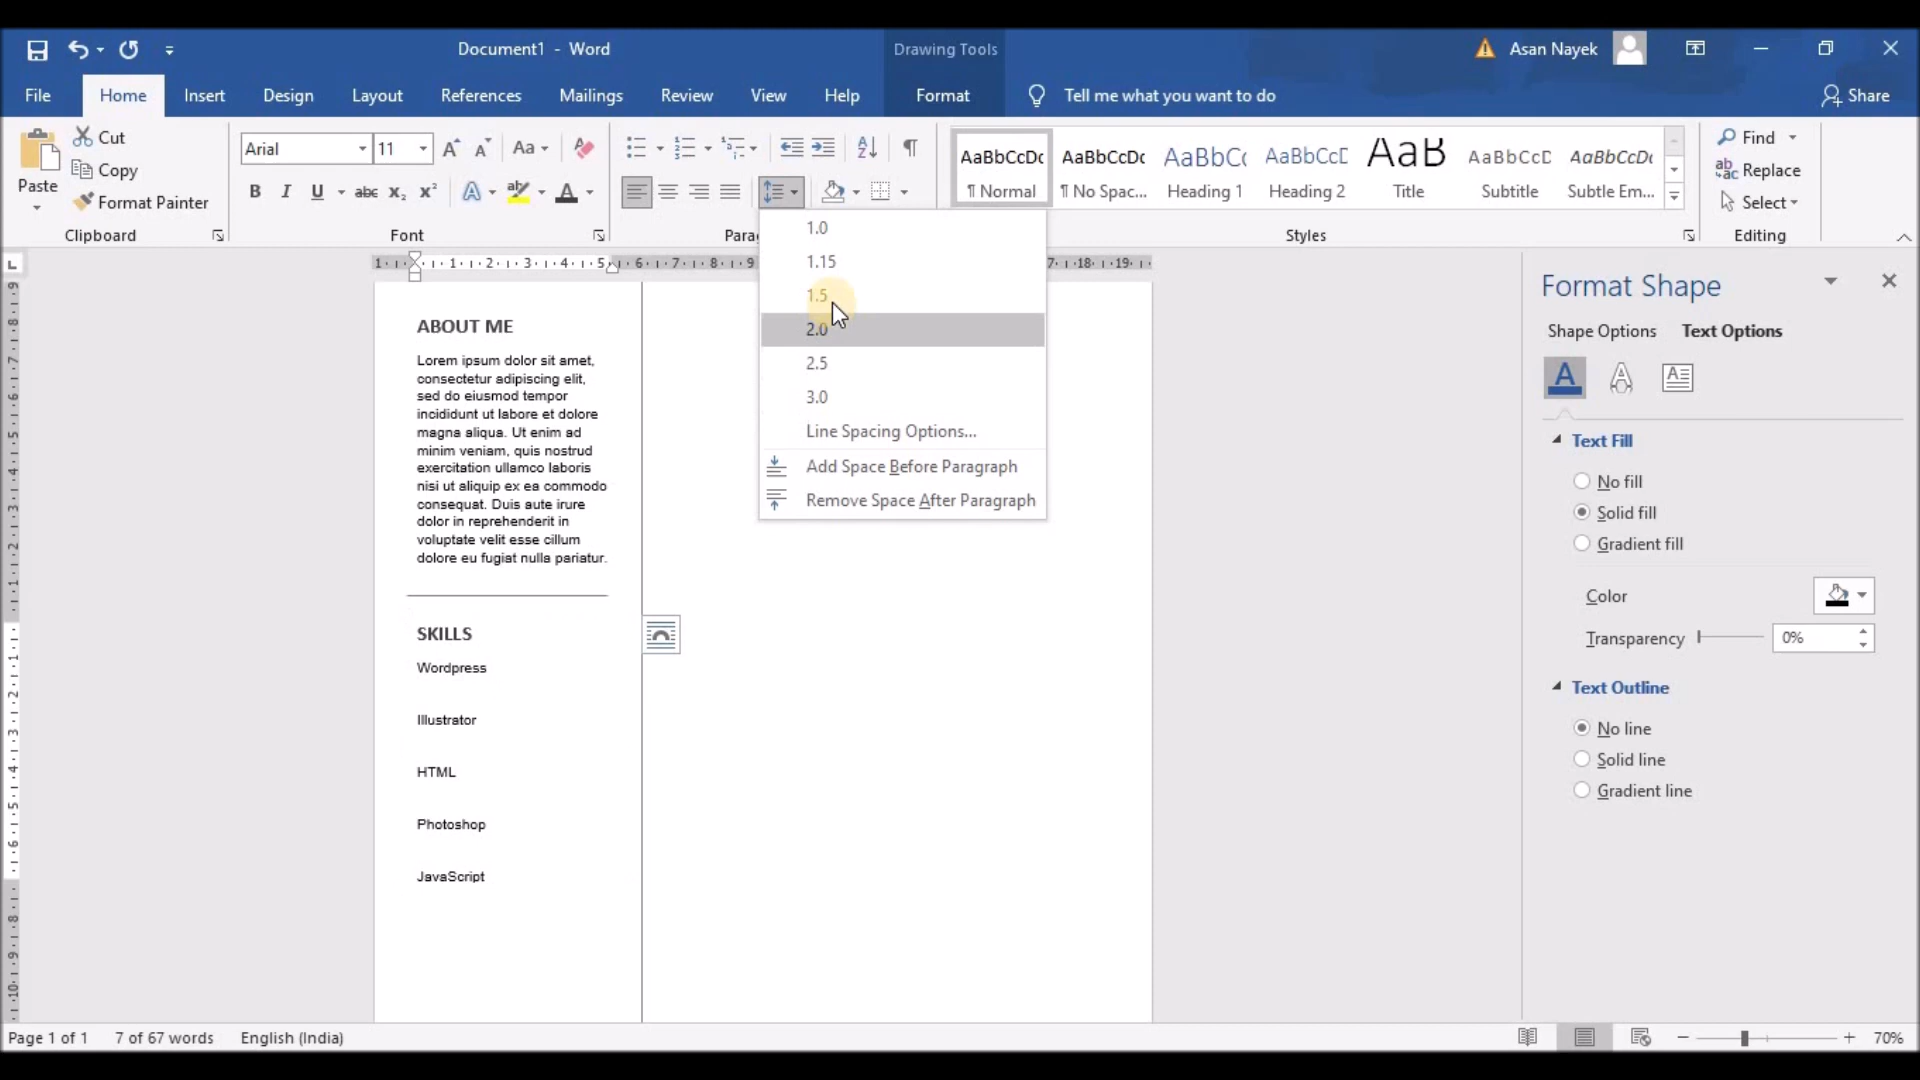 Document1 - Word
Drawing Tools
Asan Nayek
File
Home
Insert
Design
Layout
References
Mailings
Review
View
Help
Format
Tell me what you want to do
Share
Paste
Cut
Copy
Format Painter
Clipboard
Arial
11
Aa
B I U abc x₂ x²
Font
AaBbCcDc
¶ Normal
AaBbCcDc
¶ No Spac...
AaBbCc
Heading 1
AaBbCcD
Heading 2
AaB
Title
AaBbCcD
Subtitle
AaBbCcDc
Subtle Em...
Styles
Find
Replace
Select
Editing
1.0
1.15
1.5
2.0
2.5
3.0
Line Spacing Options...
Add Space Before Paragraph
Remove Space After Paragraph
ABOUT ME
Lorem ipsum dolor sit amet,
consectetur adipiscing elit,
sed do eiusmod tempor
incididunt ut labore et dolore
magna aliqua. Ut enim ad
minim veniam, quis nostrud
exercitation ullamco laboris
nisi ut aliquip ex ea commodo
consequat. Duis aute irure
dolor in reprehenderit in
voluptate velit esse cillum
dolore eu fugiat nulla pariatur.
SKILLS
Wordpress
Illustrator
HTML
Photoshop
JavaScript
Format Shape
Shape Options
Text Options
Text Fill
No fill
Solid fill
Gradient fill
Color
Transparency
0%
Text Outline
No line
Solid line
Gradient line
Page 1 of 1
7 of 67 words
English (India)
70%